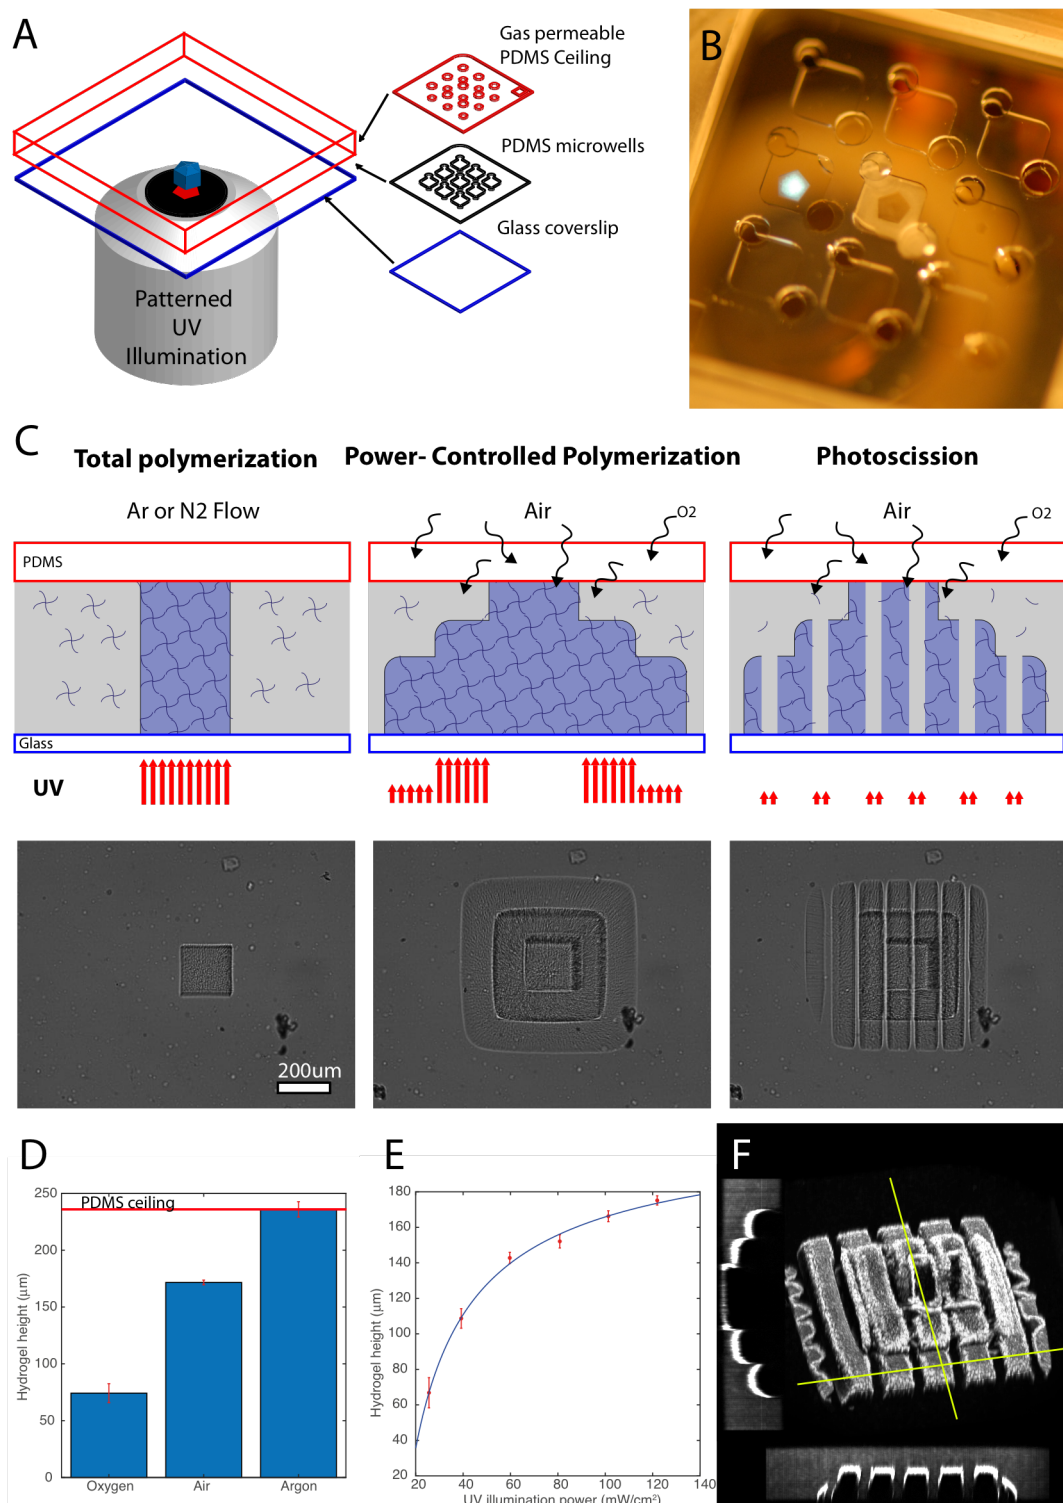 A
Gas permeable
PDMS Ceiling
PDMS microwells
Glass coverslip
Patterned
UV
Illumination
B
C
Total polymerization
Power- Controlled Polymerization
Photoscission
Ar or N2 Flow
Air
O2
Air
O2
PDMS
Glass
UV
200um
D
PDMS ceiling
250
200
150
100
50
0
Hydrogel height (μm)
Oxygen
Air
Argon
E
180
160
140
120
100
80
60
40
20
Hydrogel height (μm)
20
40
60
80
100
120
140
UV illumination power (mW/cm²)
F